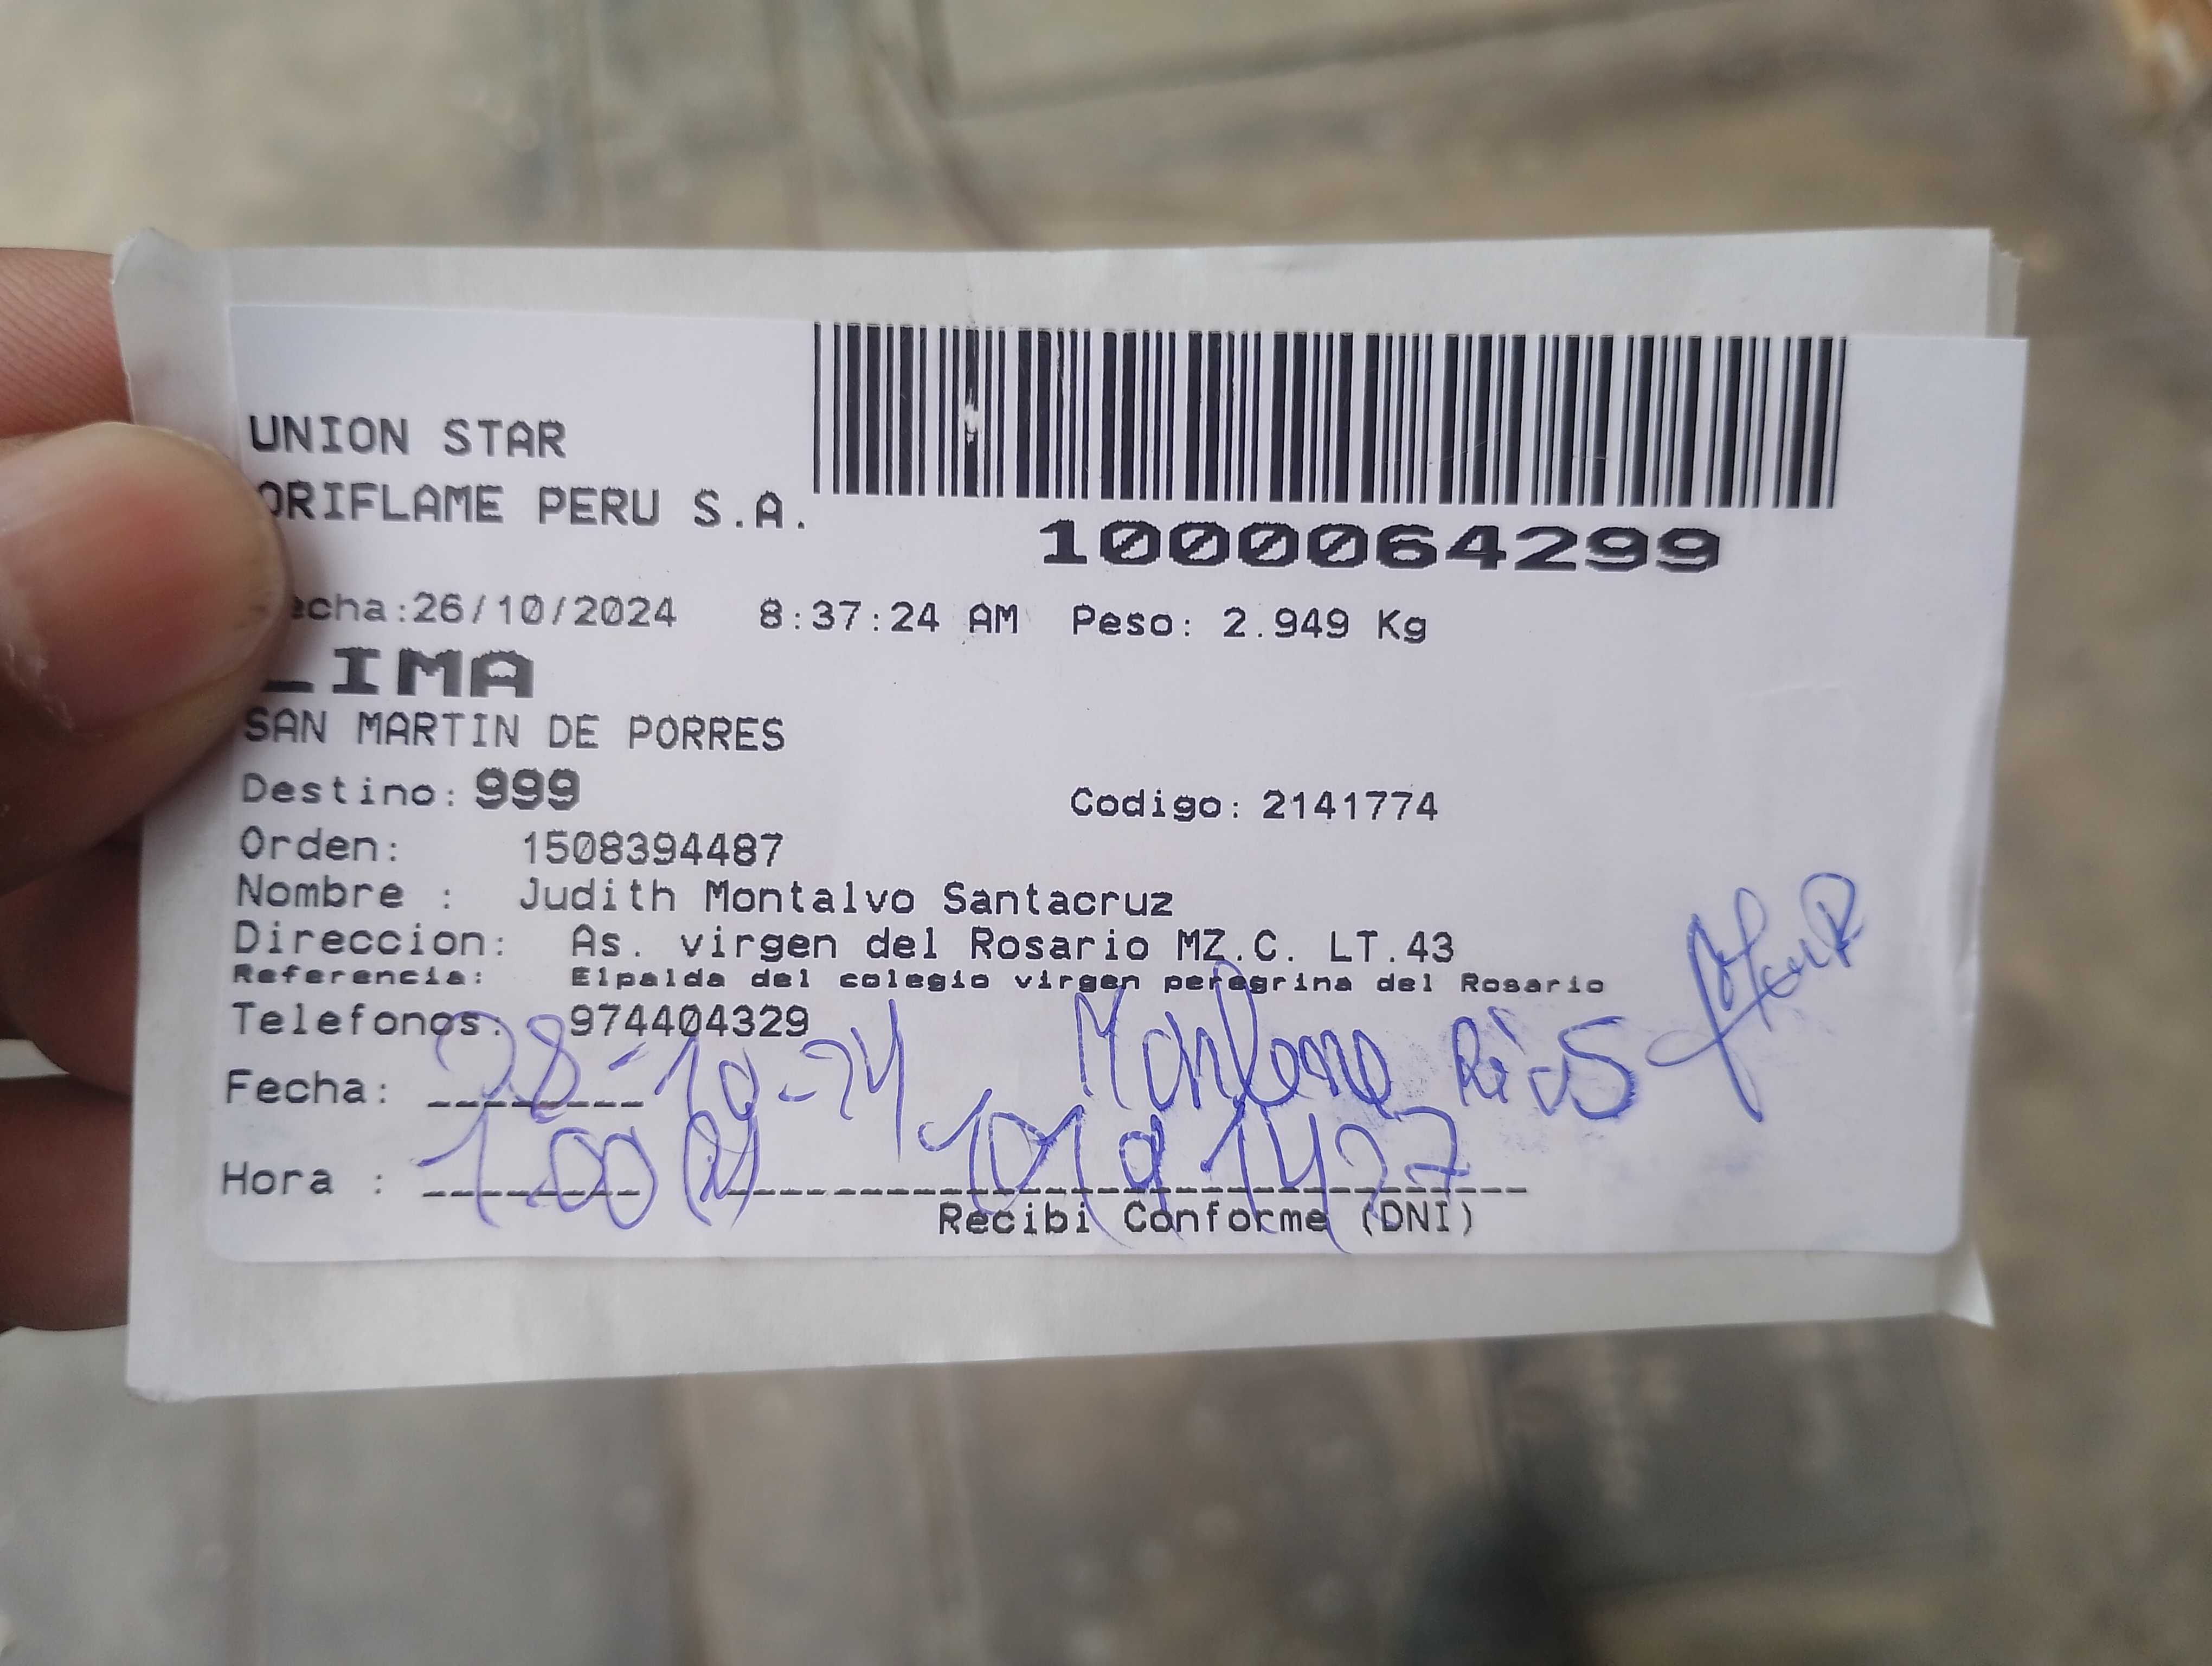 UNION STAR
ORIFLAME PERU S.A.
1000064299
echa:26/10/2024 8:37:24 AM Peso: 2.949 Kg
LIMA
SAN MARTIN DE PORRES
Destino: 999 Codigo: 2141774
Orden: 1508394487
Nombre : Judith Montalvo Santacruz
Direccion: As. virgen del Rosario MZ.C. LT.43
Referencia: Elpalda del colegio virgen peregrina del Rosario
Telefonos: 974404329
Fecha: 28-10-24 Marlene Ríos
Hora : 1.00
Recibi Conforme (DNI)